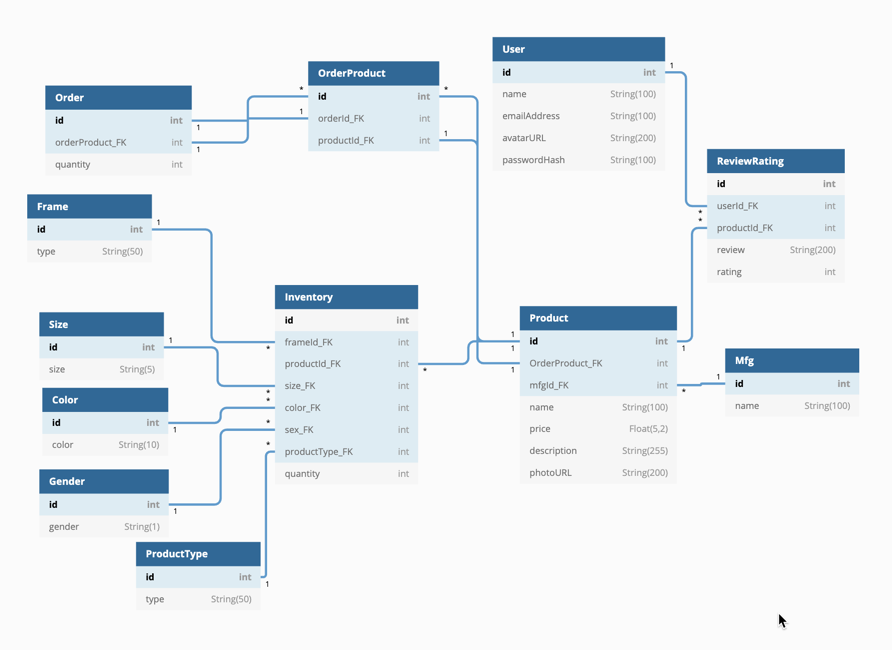 Order
id int
orderProduct_FK int
quantity int
OrderProduct
id int
orderId_FK int
productId_FK int
User
id int
name String(100)
emailAddress String(100)
avatarURL String(200)
passwordHash String(100)
ReviewRating
id int
userId_FK int
productId_FK int
review String(200)
rating int
Frame
id int
type String(50)
Size
id int
size String(5)
Color
id int
color String(10)
Gender
id int
gender String(1)
ProductType
id int
type String(50)
Inventory
id int
frameId_FK int
productId_FK int
size_FK int
color_FK int
sex_FK int
productType_FK int
quantity int
Product
id int
OrderProduct_FK int
mfgId_FK int
name String(100)
price Float(5,2)
description String(255)
photoURL String(200)
Mfg
id int
name String(100)
1
1
*
1
*
1
1
*
*
1
*
1
*
1
*
1
*
1
*
*
1
1
1
1
*
1